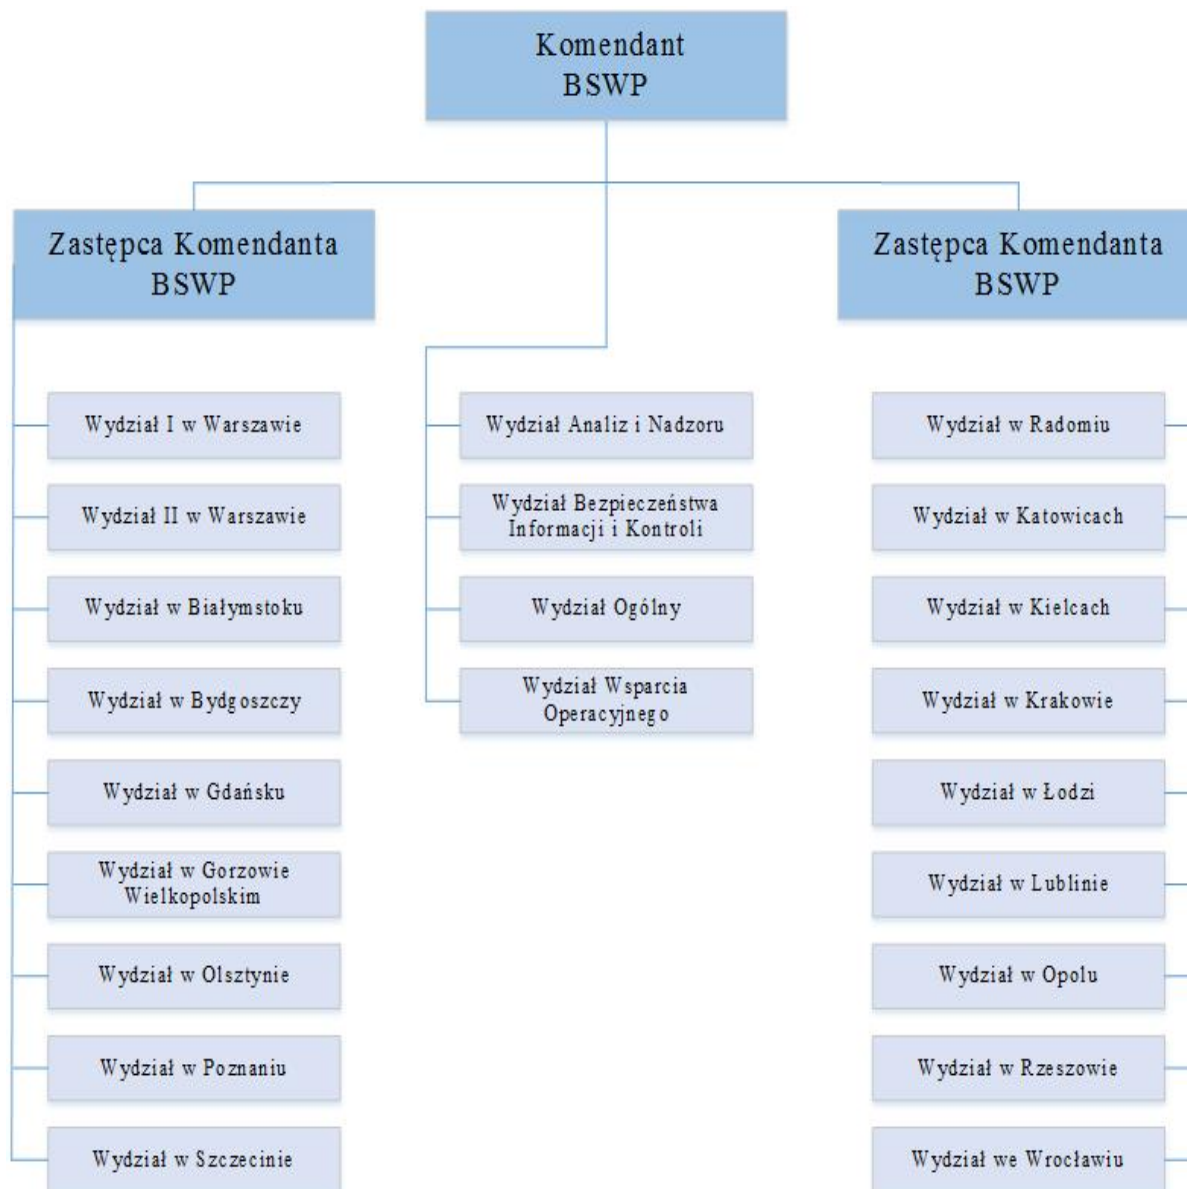 Komendant
BSWP
Zastępca Komendanta
BSWP
Zastępca Komendanta
BSWP
Wydział I w Warszawie
Wydział II w Warszawie
Wydział w Białymstoku
Wydział w Bydgoszczy
Wydział w Gdańsku
Wydział w Gorzowie
Wielkopolskim
Wydział w Olsztynie
Wydział w Poznaniu
Wydział w Szczecinie
Wydział Analiz i Nadzoru
Wydział Bezpieczeństwa
Informacji i Kontroli
Wydział Ogólny
Wydział Wsparcia
Operacyjnego
Wydział w Radomiu
Wydział w Katowicach
Wydział w Kielcach
Wydział w Krakowie
Wydział w Łodzi
Wydział w Lublinie
Wydział w Opolu
Wydział w Rzeszowie
Wydział we Wrocławiu